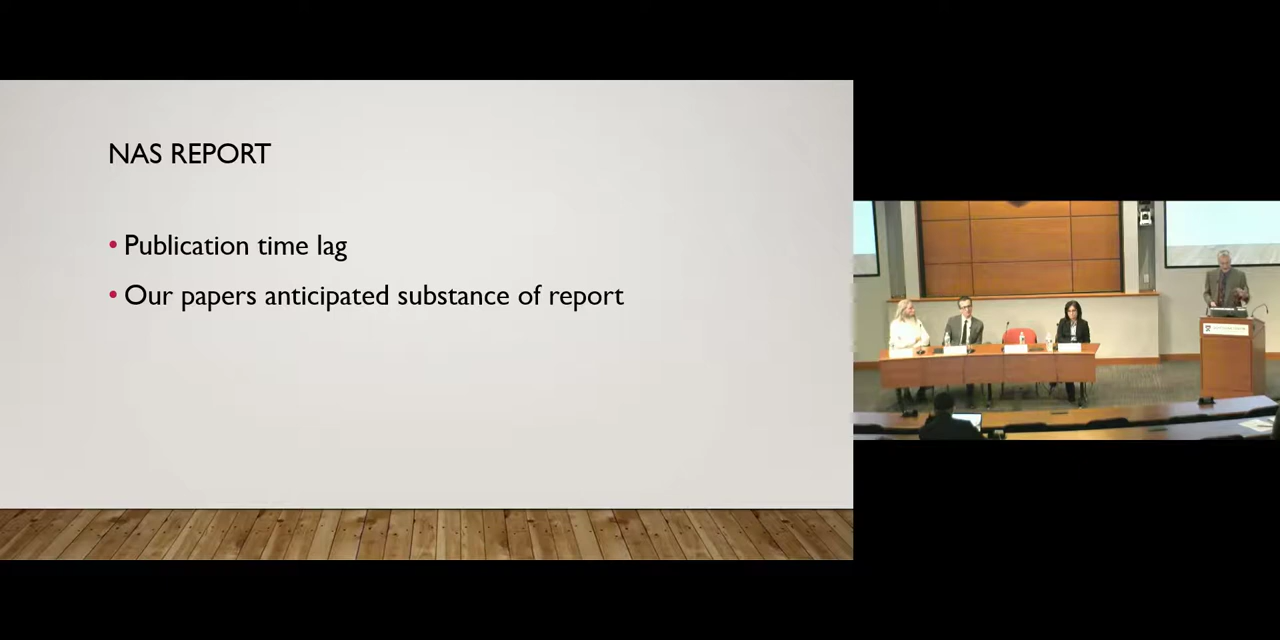 NAS REPORT
• Publication time lag
• Our papers anticipated substance of report